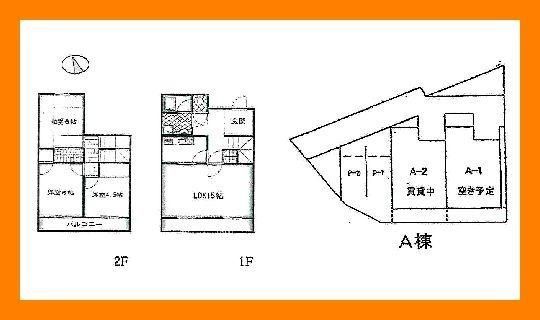 和室6帖
洋室6帖
洋室4.5帖
バルコニー
2F
玄関
LDK15帖
1F
P-2
P-1
A-2
賃貸中
A-1
空き予定
A棟